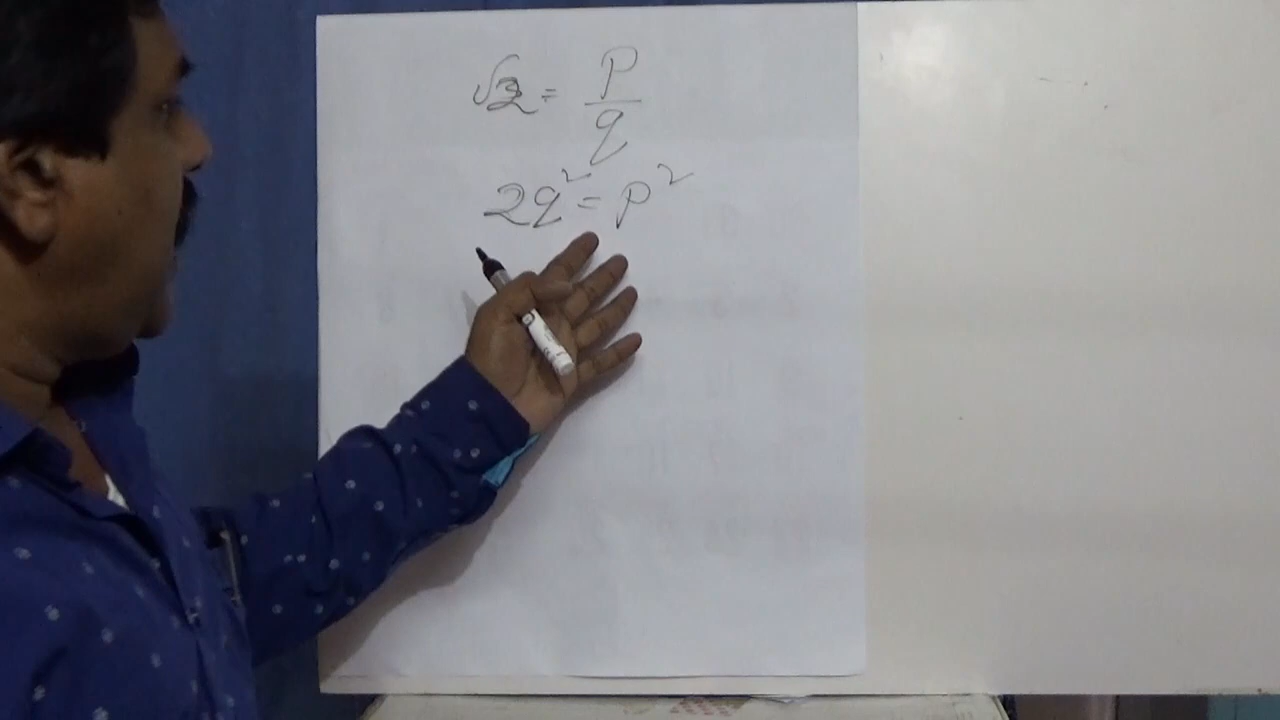 √2 = p/q
2q² = p²